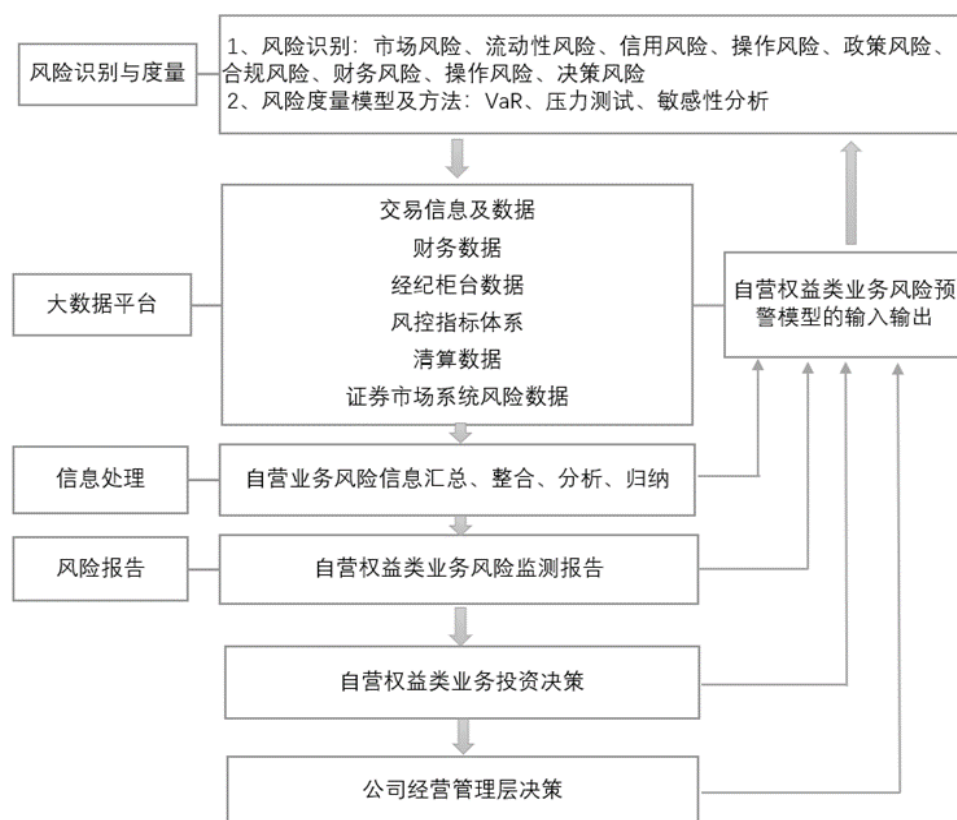 风险识别与度量
1、风险识别：市场风险、流动性风险、信用风险、操作风险、政策风险、
合规风险、财务风险、操作风险、决策风险
2、风险度量模型及方法：VaR、压力测试、敏感性分析
大数据平台
交易信息及数据
财务数据
经纪柜台数据
风控指标体系
清算数据
证券市场系统风险数据
自营权益类业务风险预
警模型的输入输出
信息处理
自营业务风险信息汇总、整合、分析、归纳
风险报告
自营权益类业务风险监测报告
自营权益类业务投资决策
公司经营管理层决策